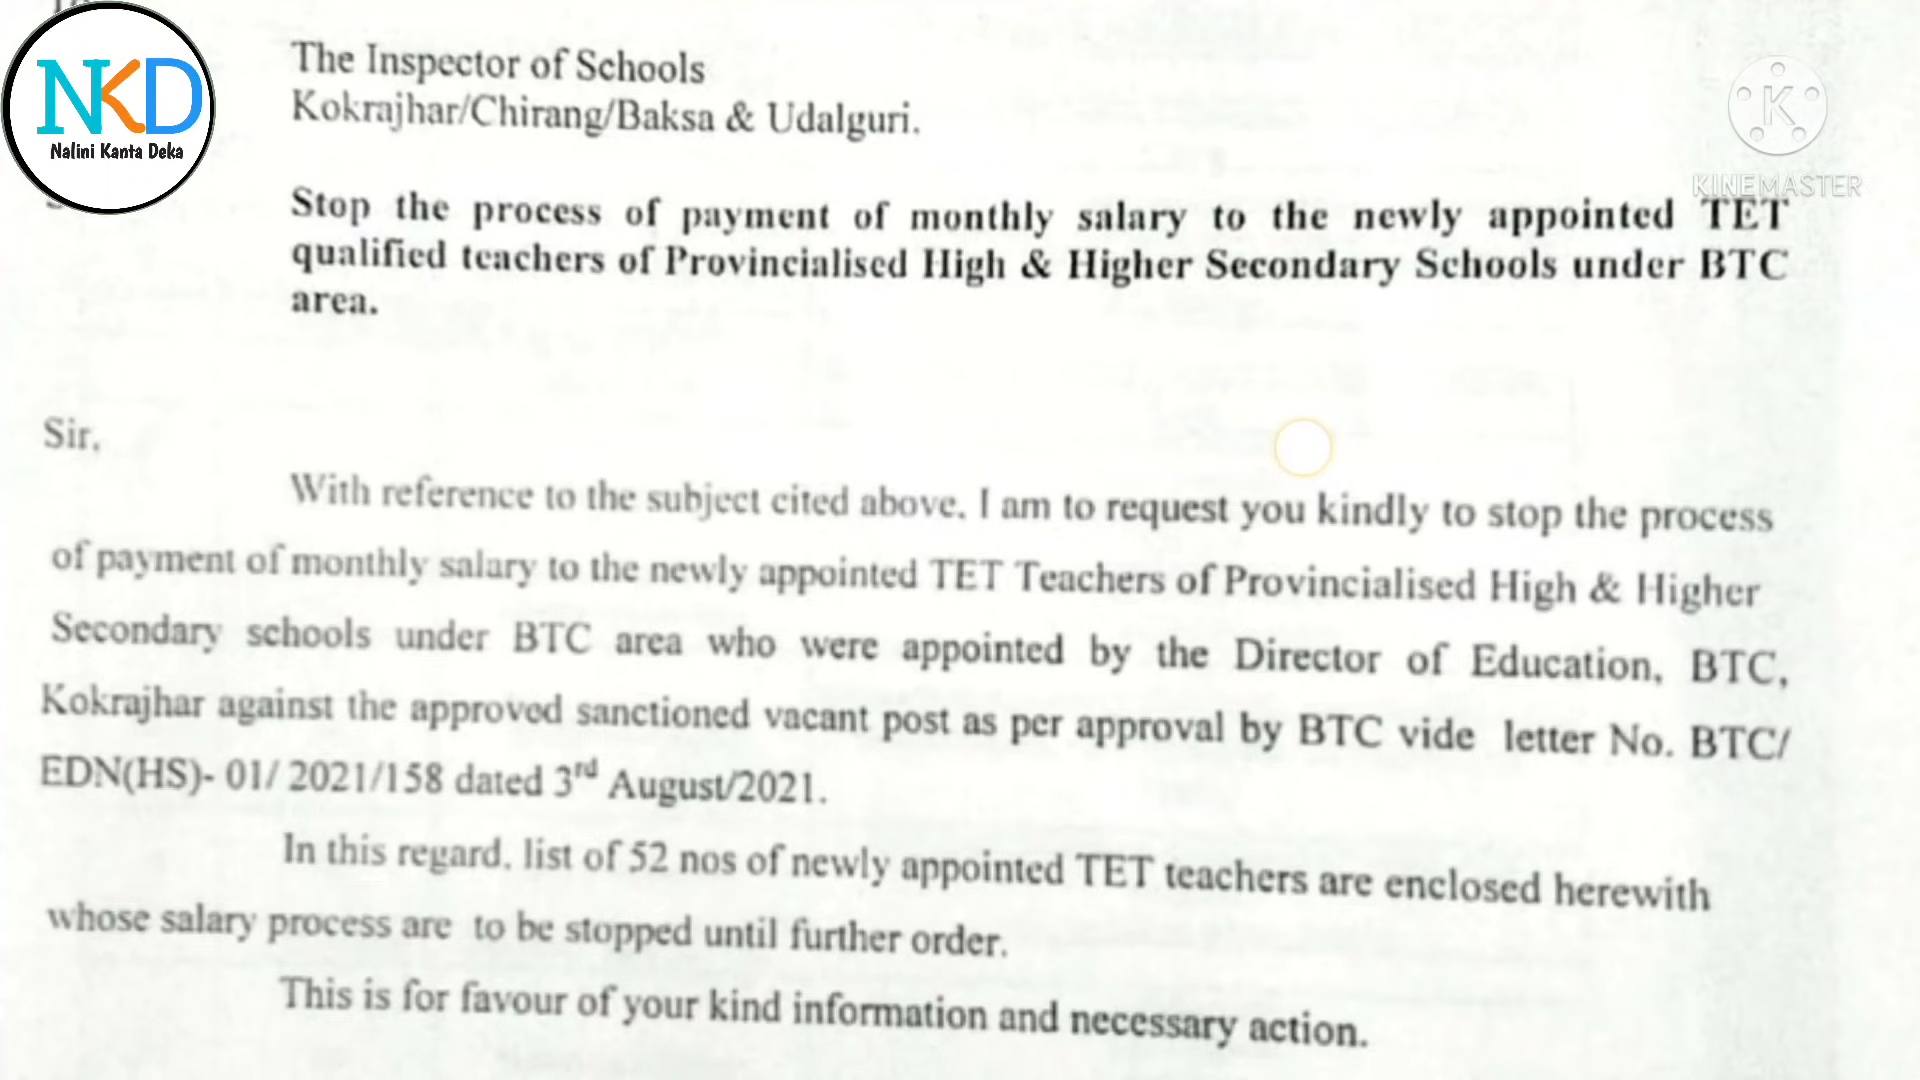 NKD
Nalini Kanta Deka
K
KINEMASTER
The Inspector of Schools
Kokrajhar/Chirang/Baksa & Udalguri.
Stop the process of payment of monthly salary to the newly appointed TET
qualified teachers of Provincialised High & Higher Secondary Schools under BTC
area.
Sir,
With reference to the subject cited above, I am to request you kindly to stop the process
of payment of monthly salary to the newly appointed TET Teachers of Provincialised High & Higher
Secondary schools under BTC area who were appointed by the Director of Education, BTC,
Kokrajhar against the approved sanctioned vacant post as per approval by BTC vide letter No. BTC/
EDN(HS)- 01/ 2021/158 dated 3rd August/2021.
In this regard, list of 52 nos of newly appointed TET teachers are enclosed herewith
whose salary process are to be stopped until further order.
This is for favour of your kind information and necessary action.